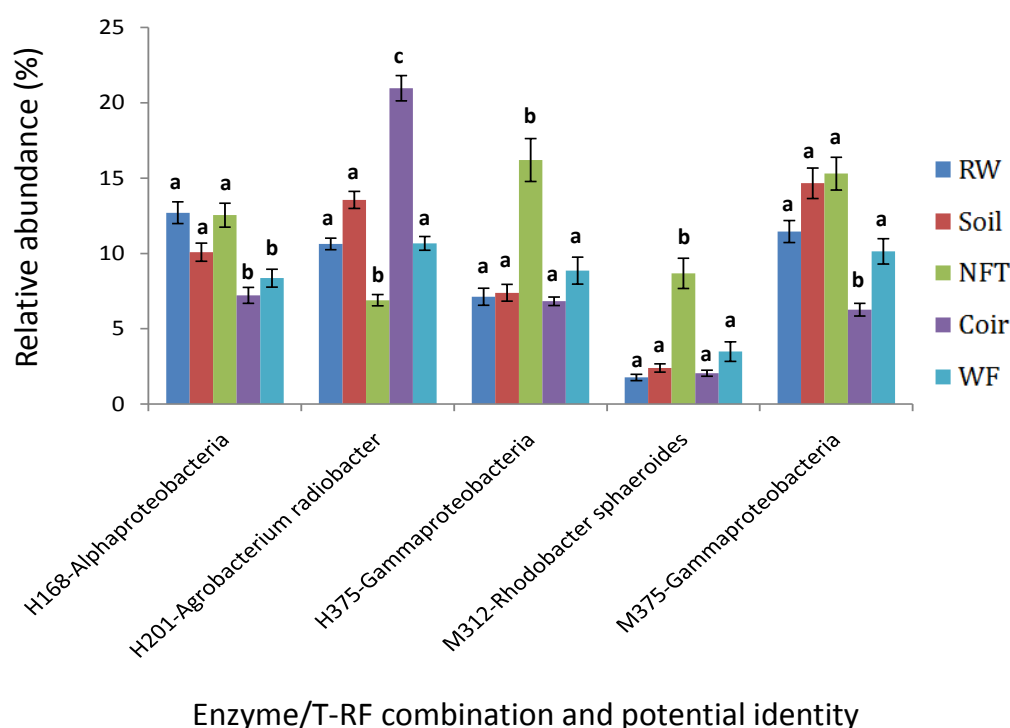 Relative abundance (%)
25
20
15
10
5
0
a a a b b
a a b c a
a a b a a
a a b a a
a a a b a
RW
Soil
NFT
Coir
WF
H168-Alphaproteobacteria
H201-Agrobacterium radiobacter
H375-Gammaproteobacteria
M312-Rhodobacter sphaeroides
M375-Gammaproteobacteria
Enzyme/T-RF combination and potential identity